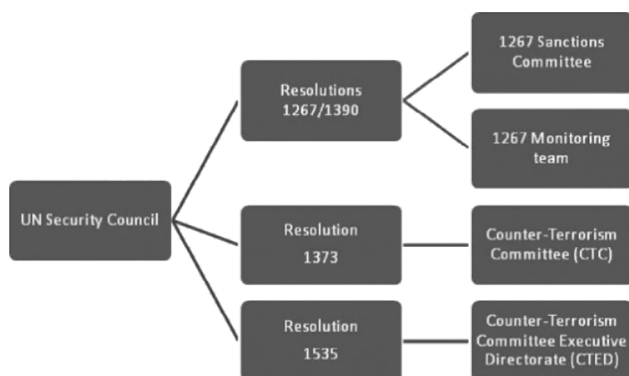 1267 Sanctions
Committee
Resolutions
1267/1390
1267 Monitoring
team
UN Security Council
Resolution
1373
Counter-Terrorism
Committee (CTC)
Resolution
1535
Counter-Terrorism
Committee Executive
Directorate (CTED)